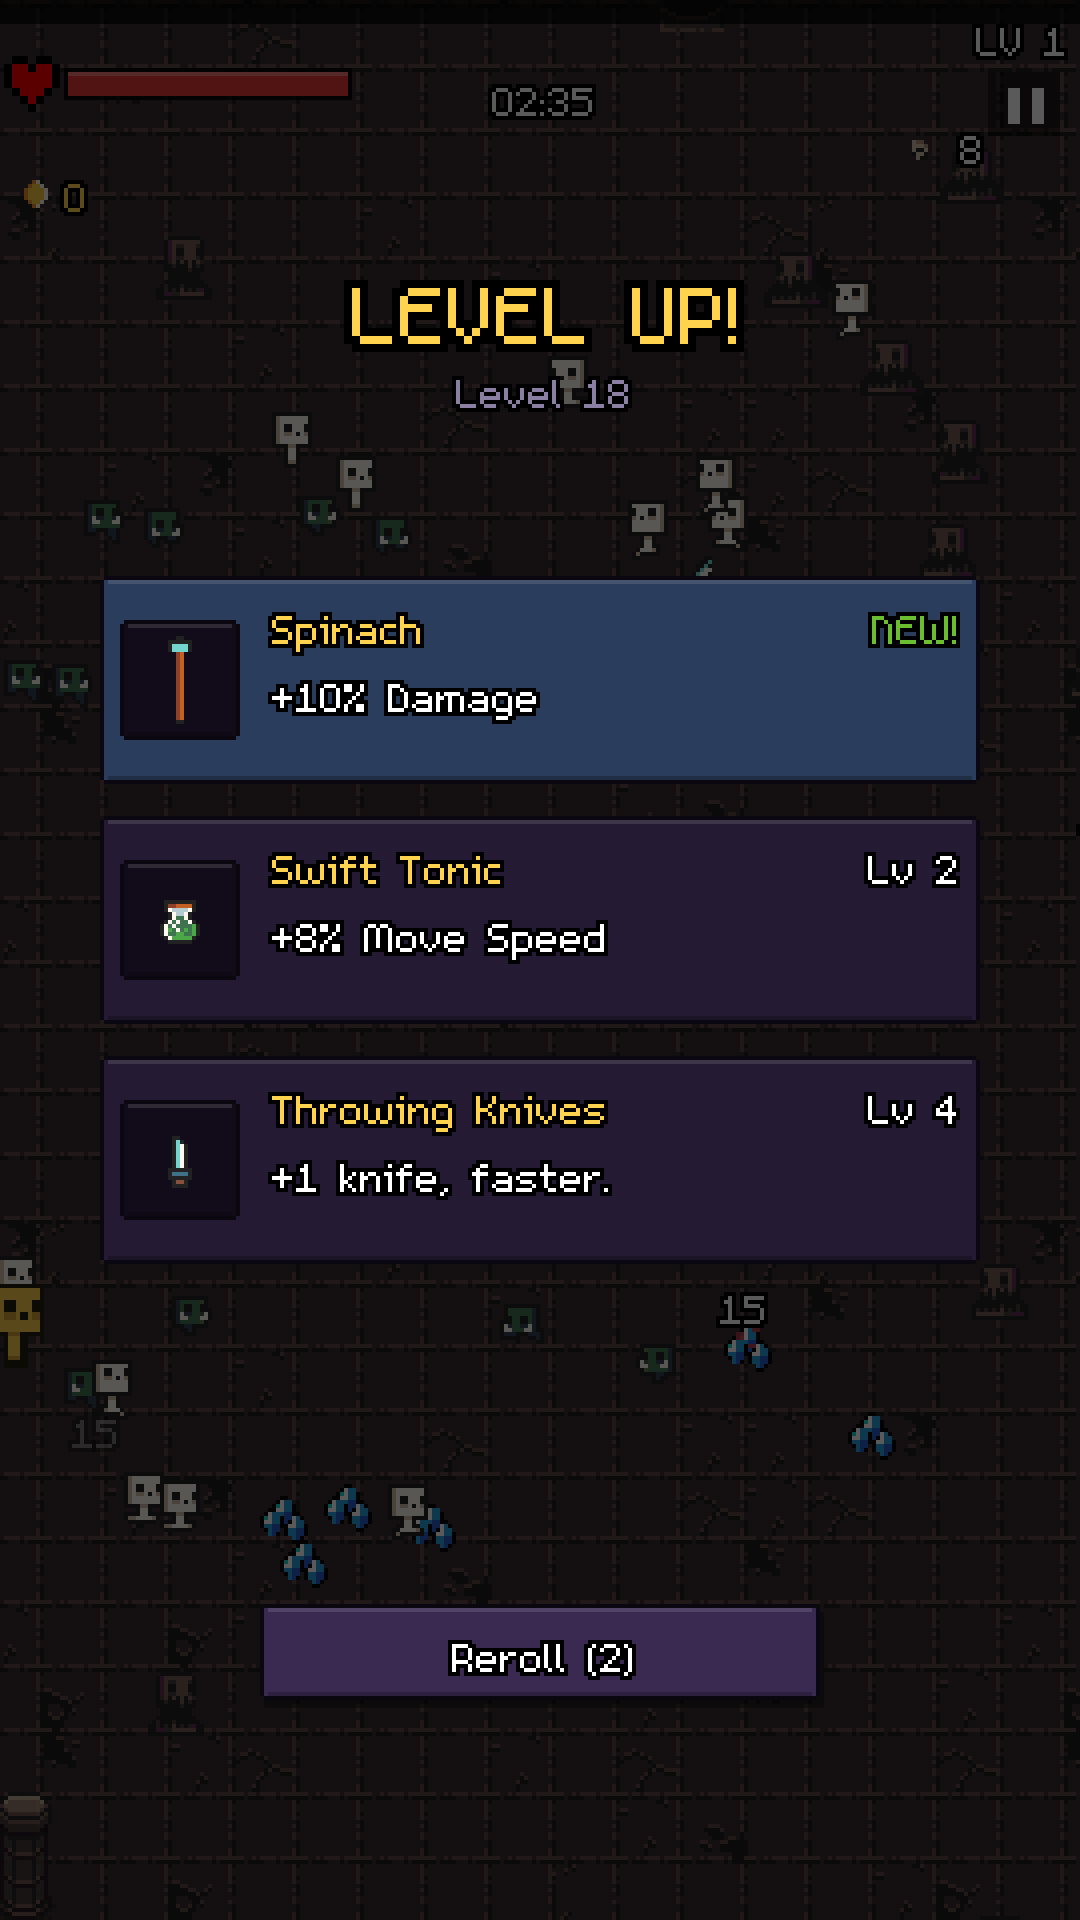 LV 1
02:35
8
0
LEVEL UP!
Level 18
Spinach
NEW!
+10% Damage
Swift Tonic
Lv 2
+8% Move Speed
Throwing Knives
Lv 4
+1 knife, faster.
15
15
Reroll (2)